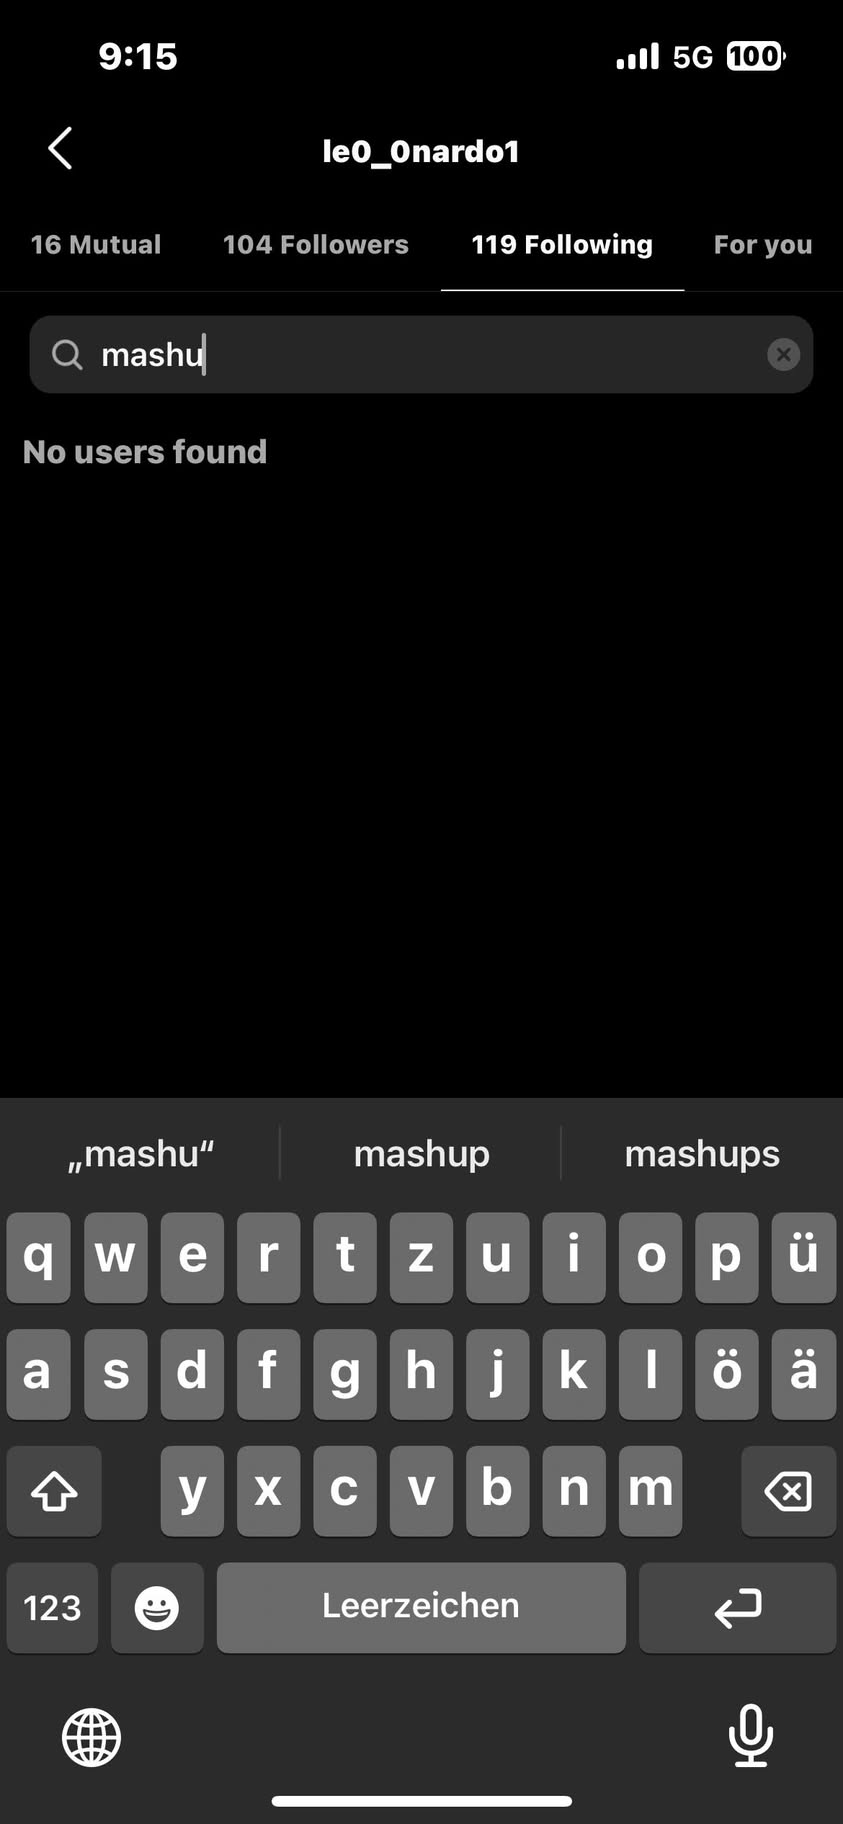 9:15 5G 100
le0_0nardo1
16 Mutual 104 Followers 119 Following For you
mashu
No users found
„mashu“ mashup mashups
q w e r t z u i o p ü
a s d f g h j k l ö ä
y x c v b n m
123 Leerzeichen